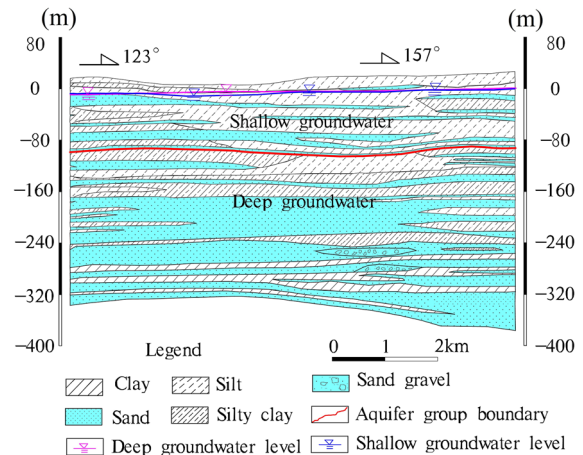 (m) (m)
80 80
123° 157°
0 0
Shallow groundwater
−80 −80
−160 −160
Deep groundwater
−240 −240
−320 −320
−400 −400
Legend
0 1 2km
Clay Silt Sand gravel
Sand Silty clay Aquifer group boundary
Deep groundwater level Shallow groundwater level